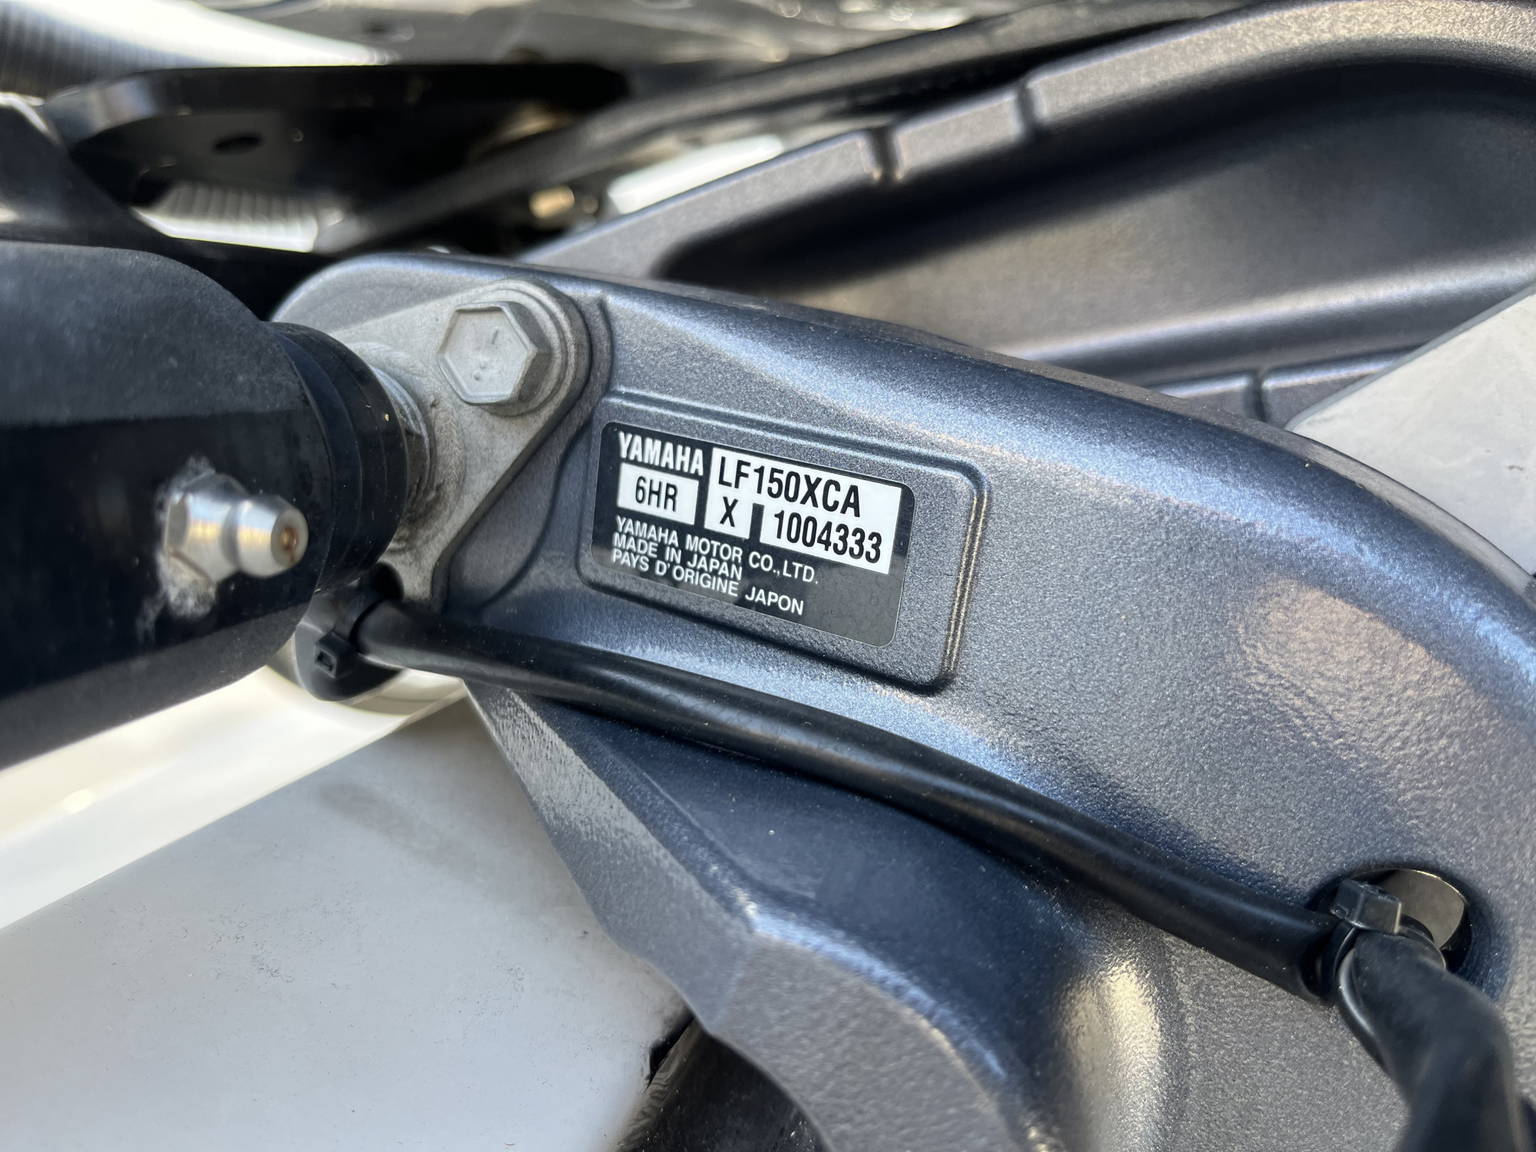 YAMAHA LF150XCA
6HR X 1004333
YAMAHA MOTOR CO.,LTD.
MADE IN JAPAN
PAYS D'ORIGINE JAPON